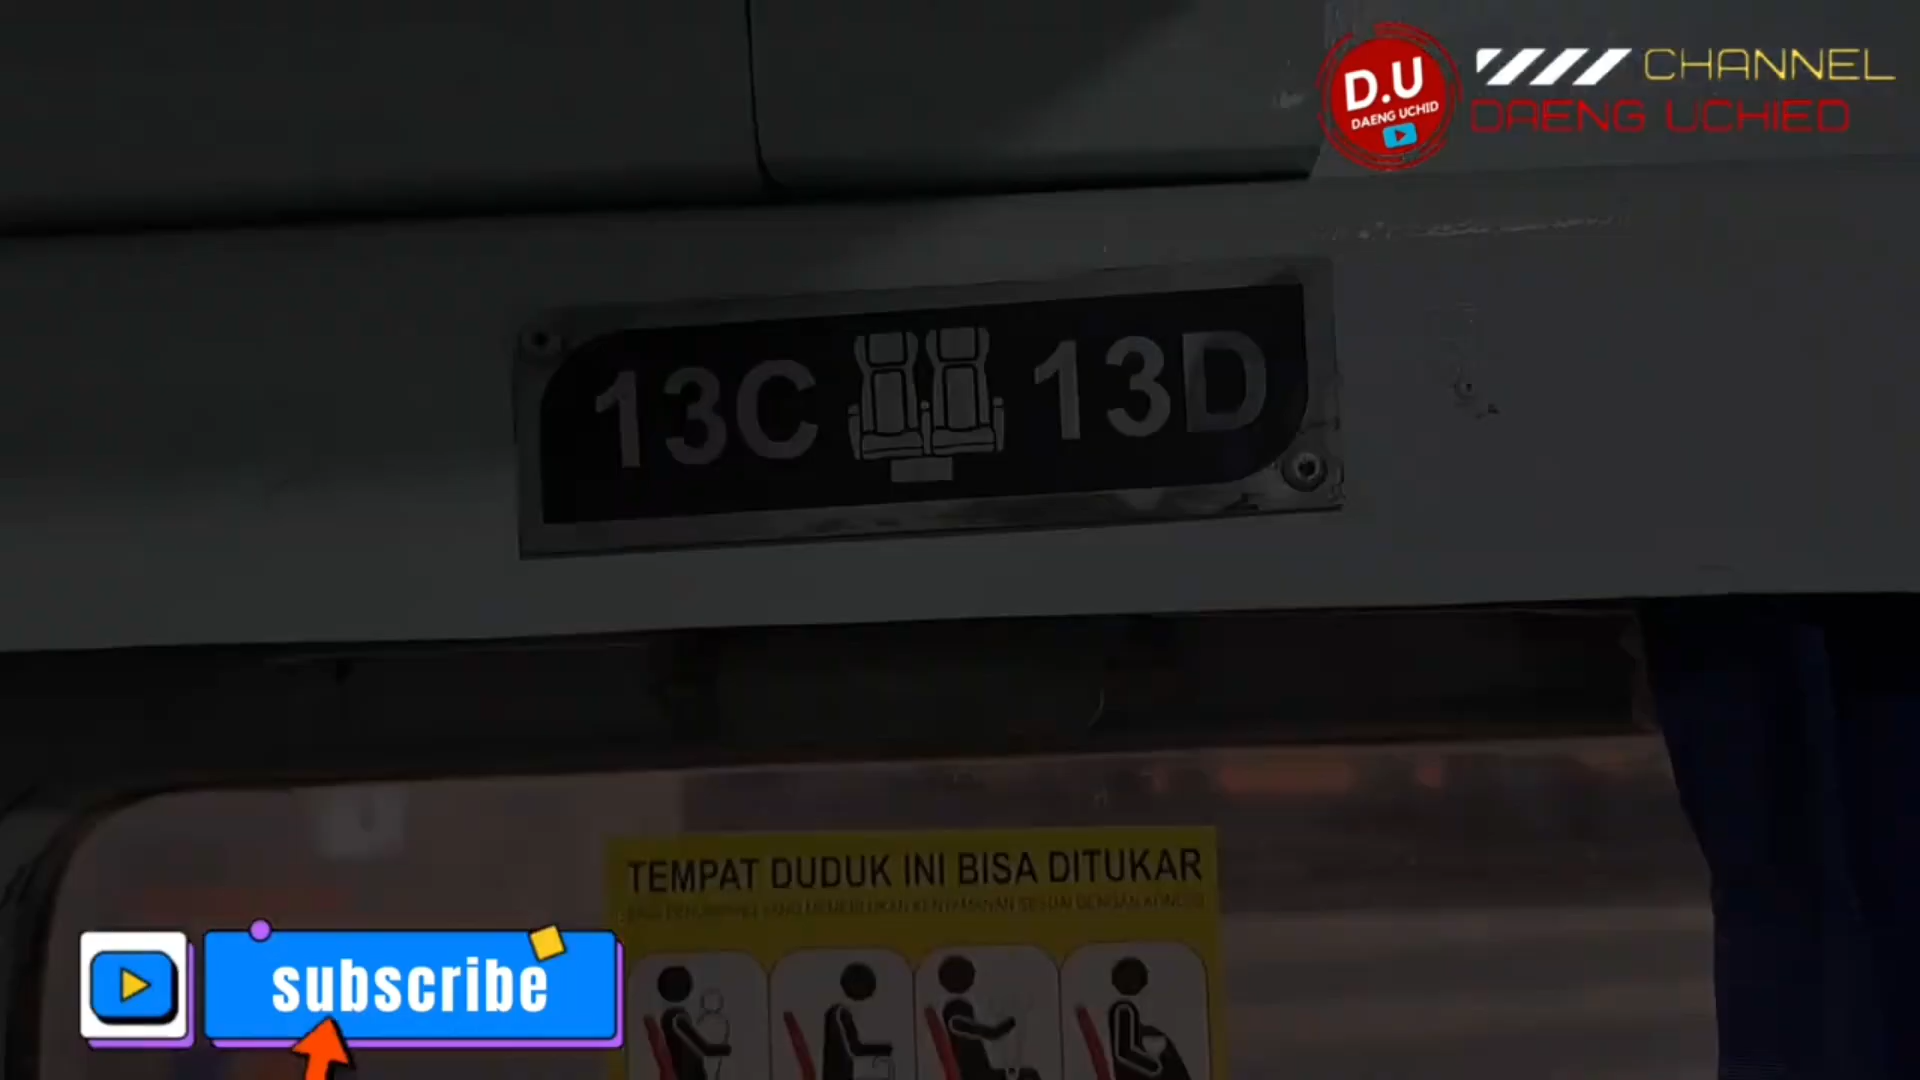 D.U
DAENG UCHID
CHANNEL
DAENG UCHIED
13C 13D
TEMPAT DUDUK INI BISA DITUKAR
subscribe